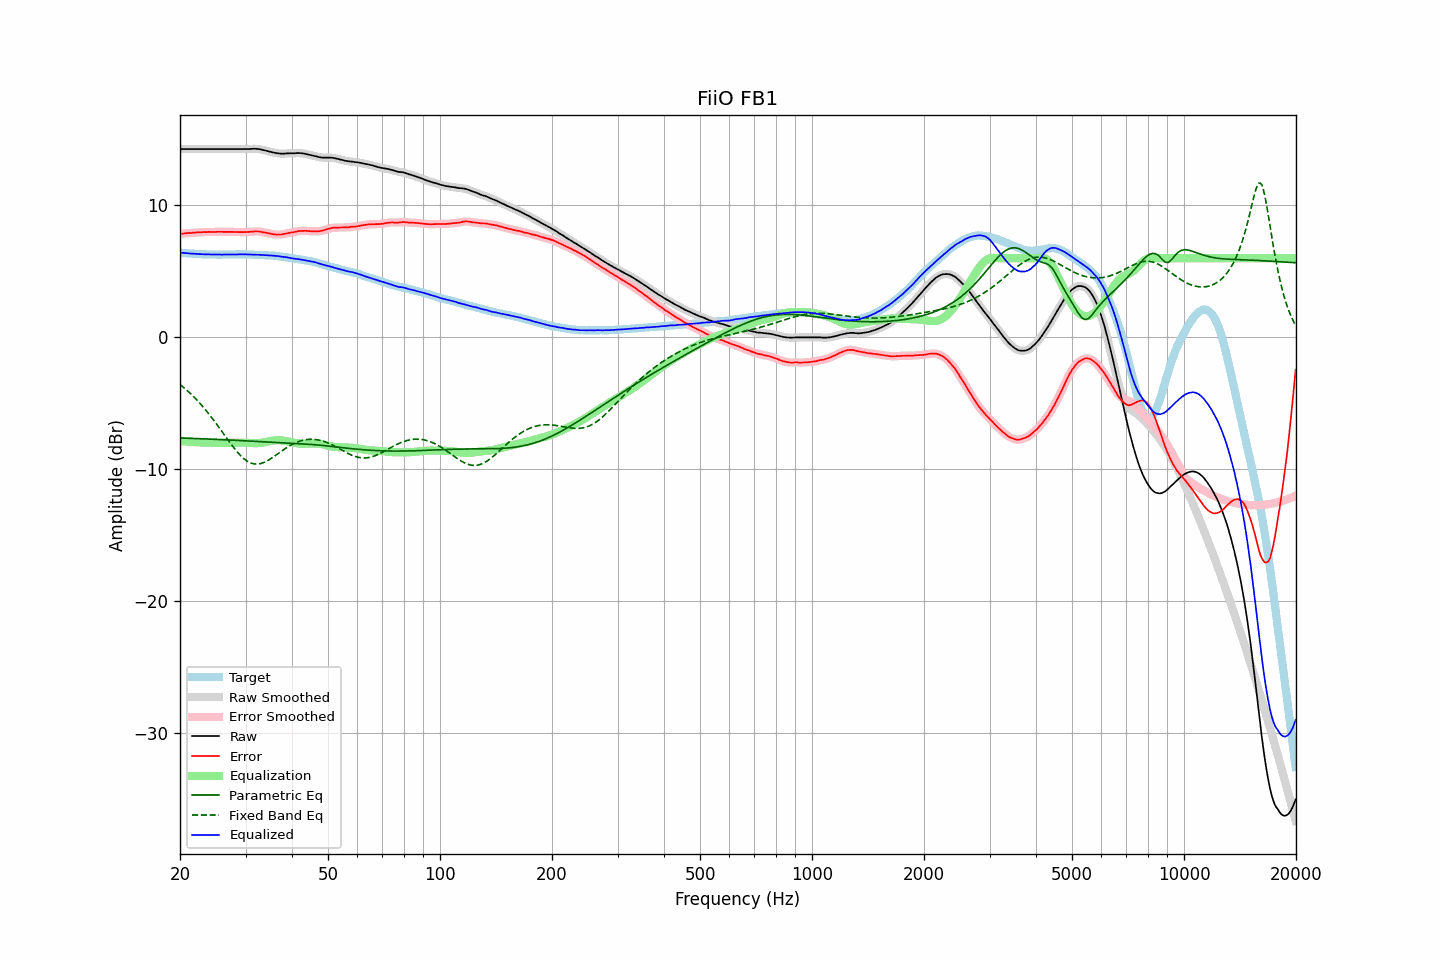 FiiO FB1
Amplitude (dBr)
10
0
−10
−20
−30
Target
Raw Smoothed
Error Smoothed
Raw
Error
Equalization
Parametric Eq
Fixed Band Eq
Equalized
20 50 100 200 500 1000 2000 5000 10000 20000
Frequency (Hz)